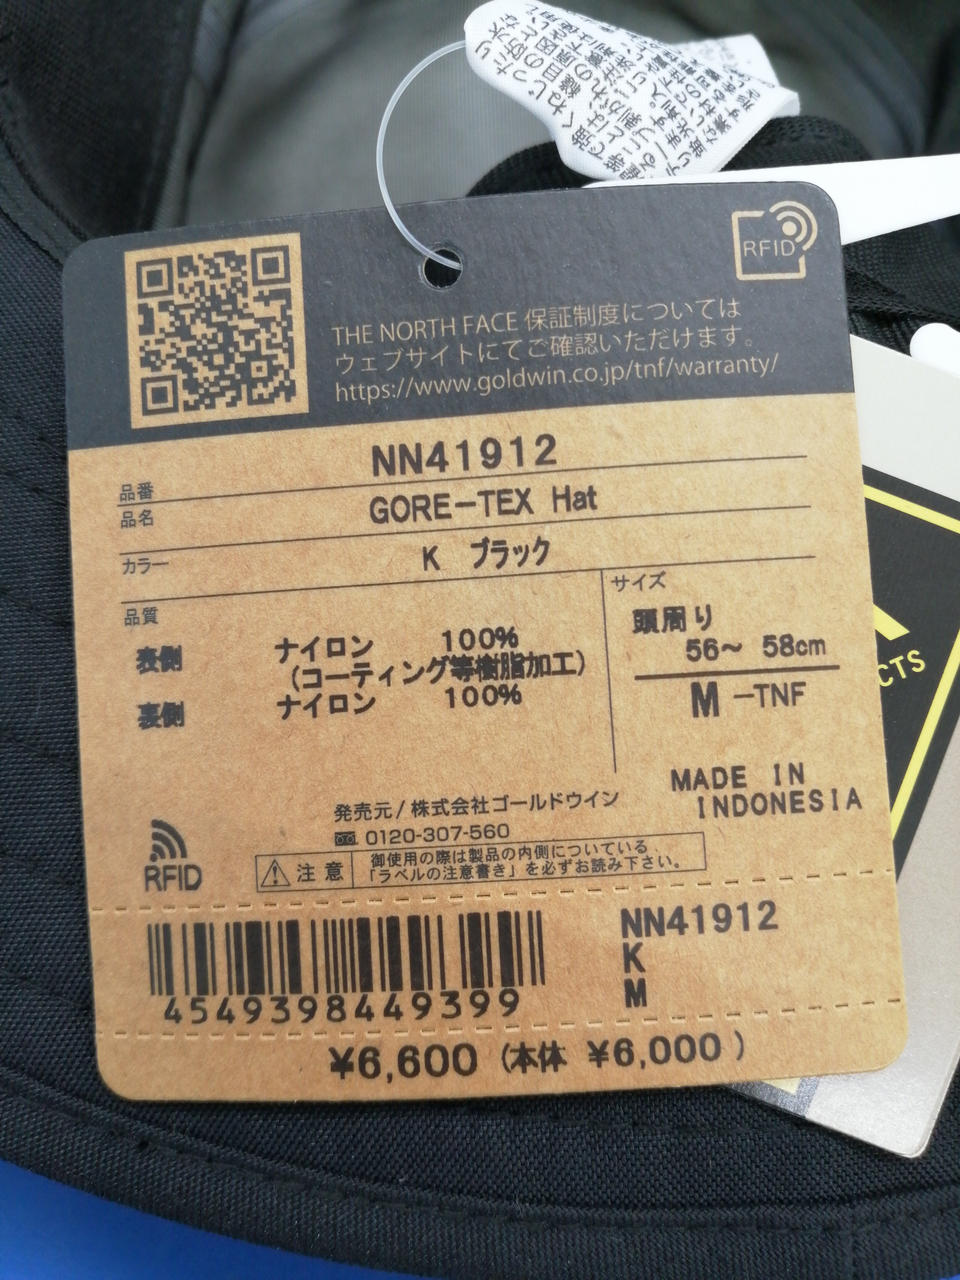 RFID
THE NORTH FACE 保証制度については
ウェブサイトにてご確認いただけます。
https://www.goldwin.co.jp/tnf/warranty/
品番 NN41912
品名 GORE-TEX Hat
カラー K ブラック
品質
表側 ナイロン 100%
(コーティング等樹脂加工)
裏側 ナイロン 100%
サイズ
頭周り
56~ 58cm
M -TNF
MADE IN
INDONESIA
発売元/株式会社ゴールドウイン
0120-307-560
RFID
注意
御使用の際は製品の内側についている
「ラベルの注意書き」を必ずお読み下さい。
4549398449399
NN41912
K
M
¥6,600 (本体 ¥6,000 )
CTS